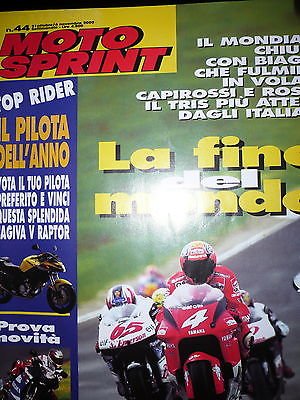 n.44
MOTO
SPRINT
IL MONDIA
CHIU
CON BIAG
CHE FULMI
IN VOLA
CAPIROSSI E ROS
IL TRIS PIÙ ATTE
DAGLI ITALIA
TOP RIDER
IL PILOTA
DELL'ANNO
VOTA IL TUO PILOTA
PREFERITO E VINCI
QUESTA SPLENDIDA
CAGIVA V RAPTOR
La fine
del
mondo
Prova
novità
65
4
YAMAHA